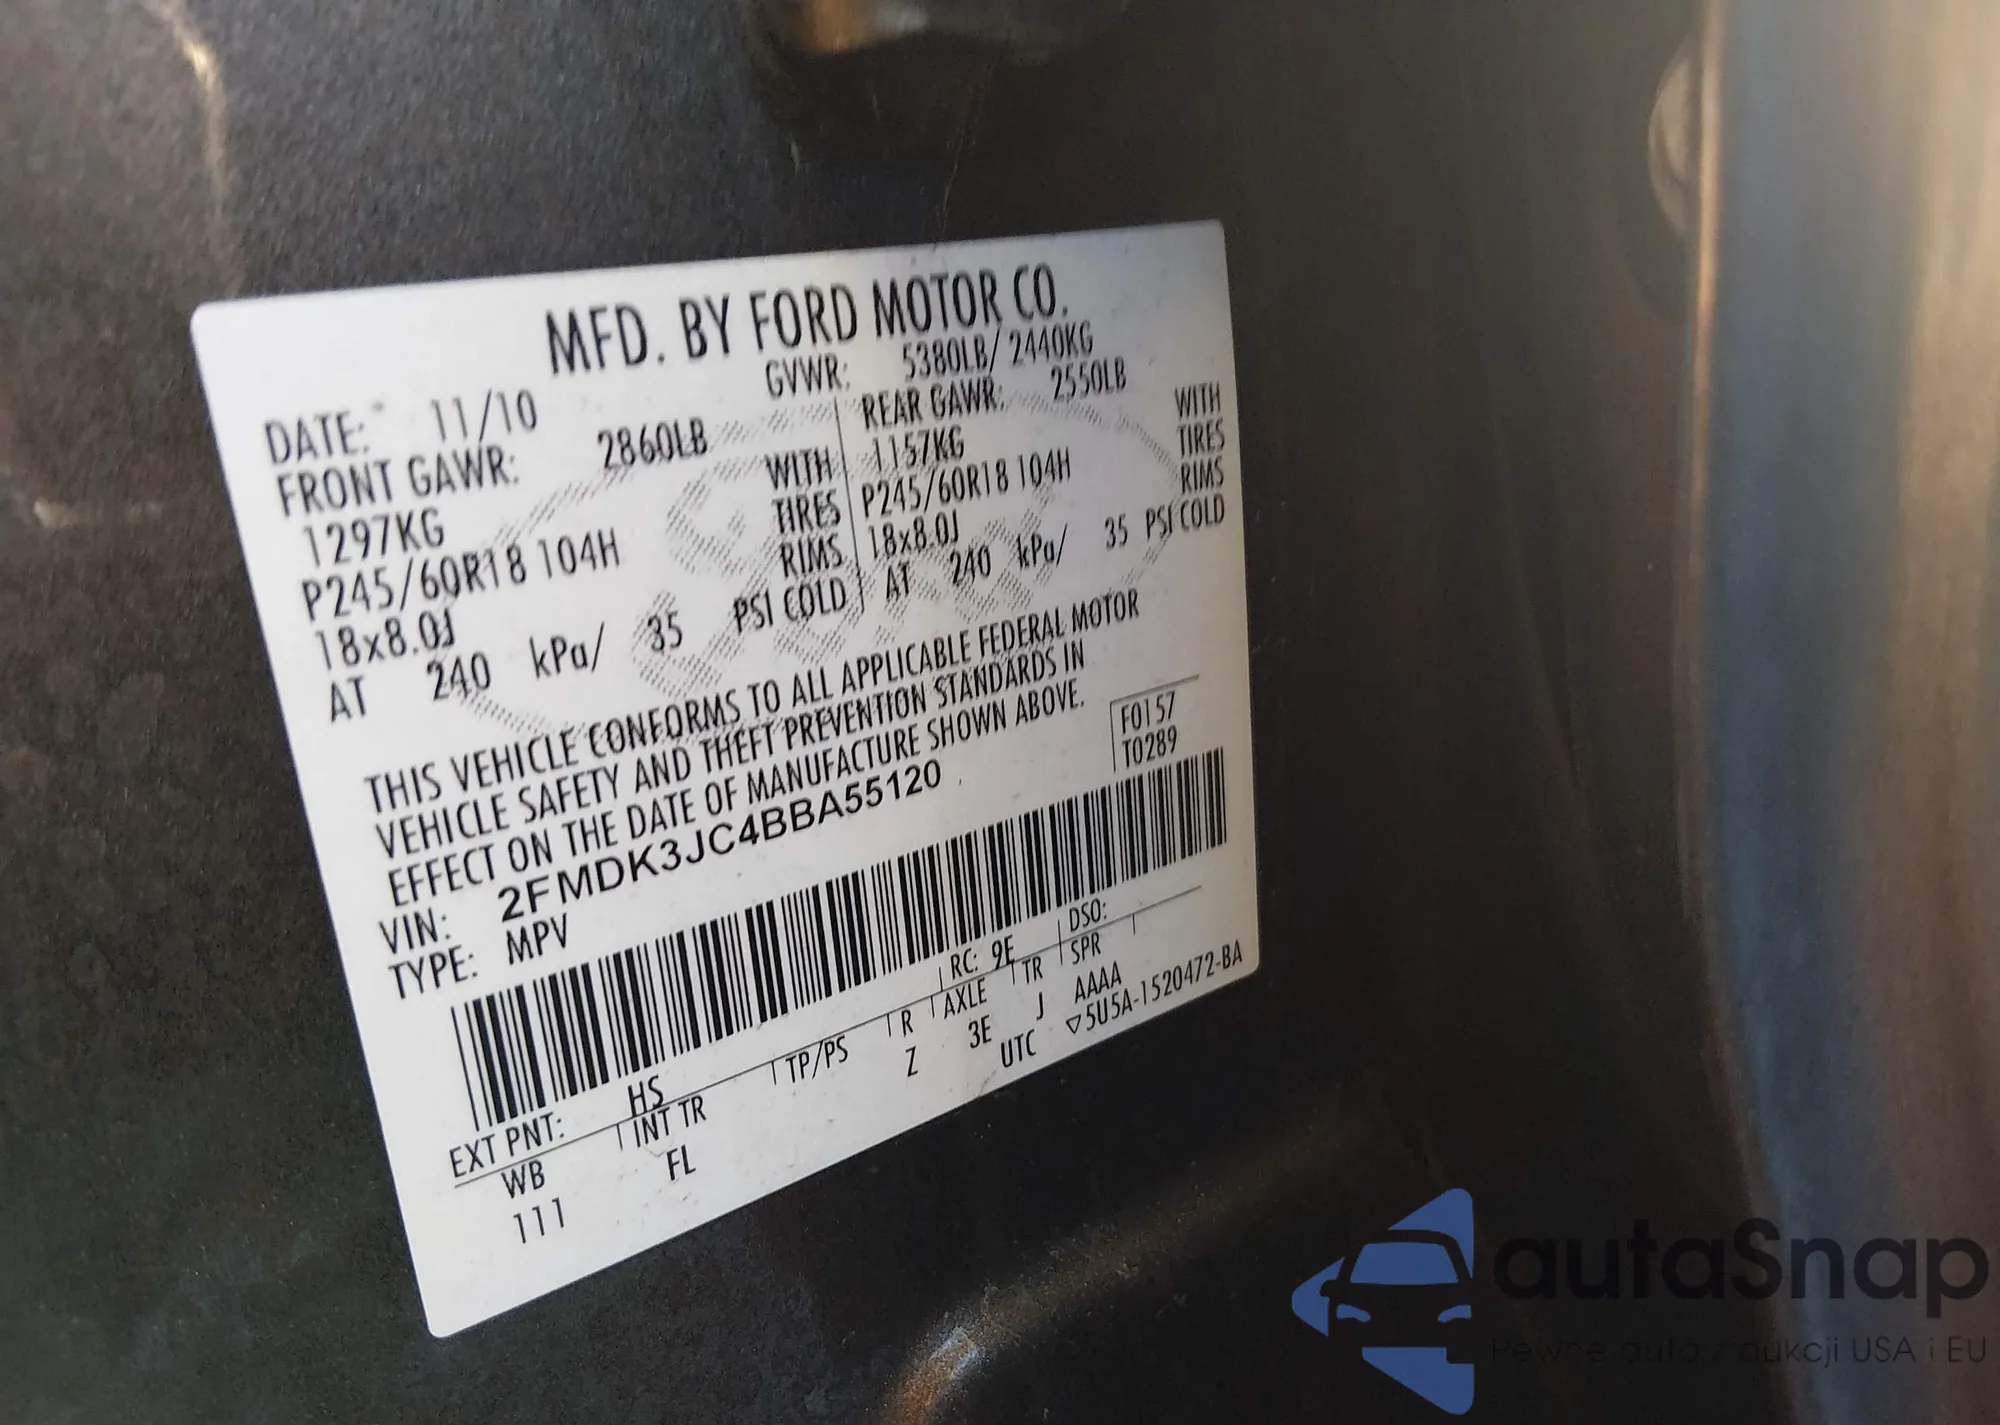 MFD. BY FORD MOTOR CO.
DATE: 11/10 GVWR: 5380LB/ 2440KG
FRONT GAWR: 2860LB REAR GAWR: 2550LB
1297KG WITH 1157KG WITH
P245/60R18 104H TIRES P245/60R18 104H TIRES
18x8.0J RIMS 18x8.0J RIMS
AT 240 kPa/ 35 PSI COLD AT 240 kPa/ 35 PSI COLD
THIS VEHICLE CONFORMS TO ALL APPLICABLE FEDERAL MOTOR
VEHICLE SAFETY AND THEFT PREVENTION STANDARDS IN
EFFECT ON THE DATE OF MANUFACTURE SHOWN ABOVE.
F0157
T0289
VIN: 2FMDK3JC4BBA55120
TYPE: MPV
EXT PNT: HS RC: 9E DSO:
WB INT TR TP/PS R AXLE TR SPR
111 FL Z 3E J AAAA
UTC ▽5U5A-1520472-BA
autaSnap
Pewne auta z aukcji USA i EU